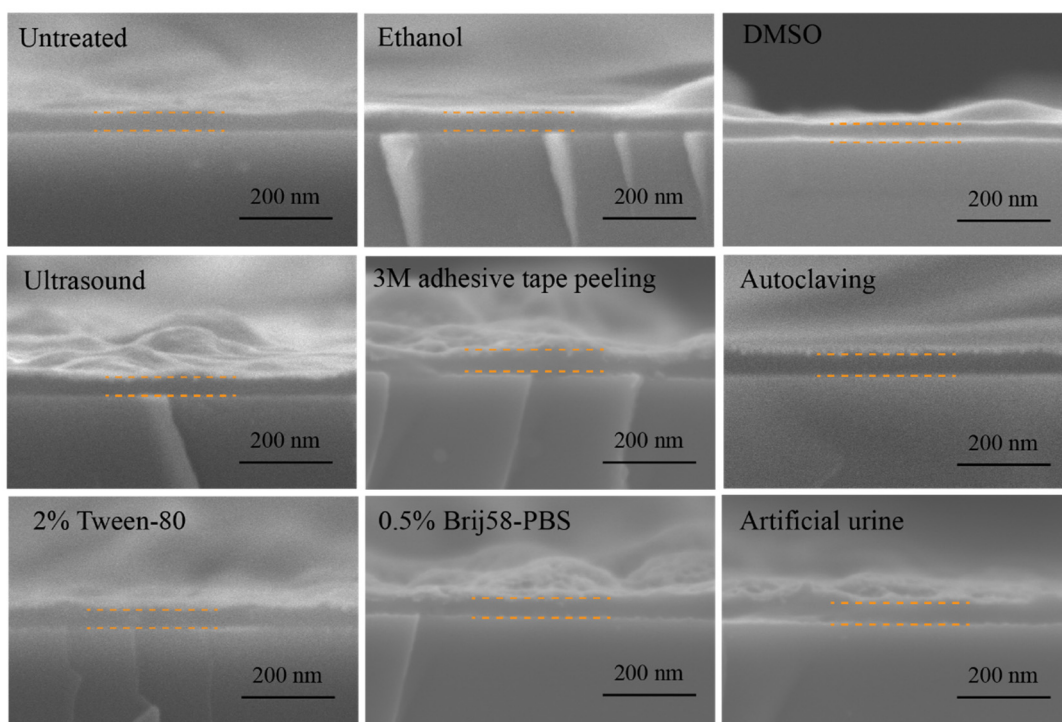 Untreated
200 nm
Ethanol
200 nm
DMSO
200 nm
Ultrasound
200 nm
3M adhesive tape peeling
200 nm
Autoclaving
200 nm
2% Tween-80
200 nm
0.5% Brij58-PBS
200 nm
Artificial urine
200 nm